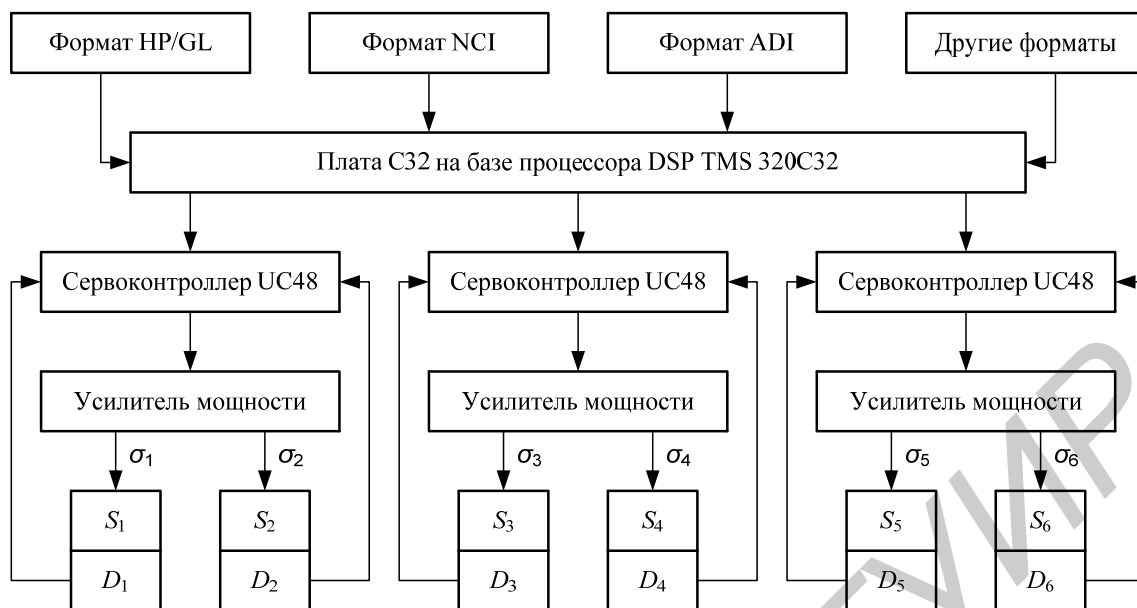 Формат HP/GL
Формат NCI
Формат ADI
Другие форматы
Плата C32 на базе процессора DSP TMS 320C32
Сервоконтроллер UC48
Сервоконтроллер UC48
Сервоконтроллер UC48
Усилитель мощности
Усилитель мощности
Усилитель мощности
σ1
σ2
σ3
σ4
σ5
σ6
S1
S2
S3
S4
S5
S6
D1
D2
D3
D4
D5
D6
ГУИР